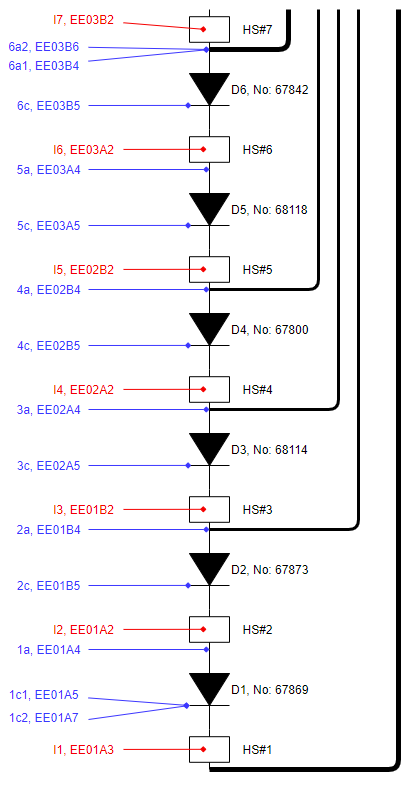 I7, EE03B2
HS#7
6a2, EE03B6
6a1, EE03B4
D6, No: 67842
6c, EE03B5
I6, EE03A2
HS#6
5a, EE03A4
D5, No: 68118
5c, EE03A5
I5, EE02B2
HS#5
4a, EE02B4
D4, No: 67800
4c, EE02B5
I4, EE02A2
HS#4
3a, EE02A4
D3, No: 68114
3c, EE02A5
I3, EE01B2
HS#3
2a, EE01B4
D2, No: 67873
2c, EE01B5
I2, EE01A2
HS#2
1a, EE01A4
D1, No: 67869
1c1, EE01A5
1c2, EE01A7
I1, EE01A3
HS#1